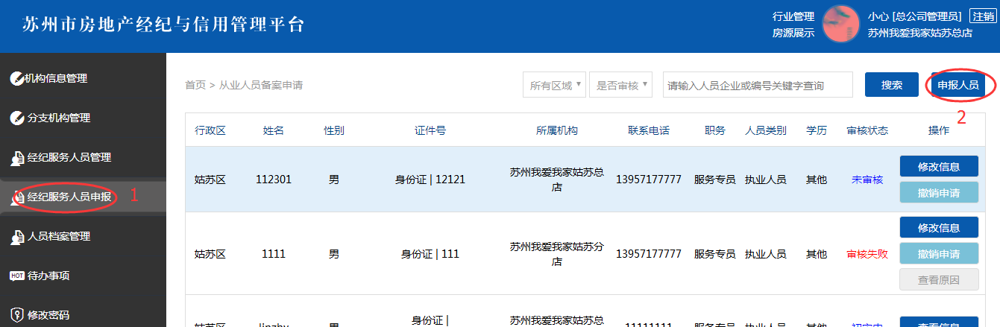 苏州市房地产经纪与信用管理平台
行业管理 小心 [总公司管理员] 注销
房源展示 苏州我爱我家姑苏总店
机构信息管理
分支机构管理
经纪服务人员管理
经纪服务人员申报 1
人员档案管理
HOT 待办事项
修改密码
首页 > 从业人员备案申请 所有区域 是否审核 请输入人员企业或编号关键字查询 搜索 申报人员
2
行政区 姓名 性别 证件号 所属机构 联系电话 职务 人员类别 学历 审核状态 操作
姑苏区 112301 男 身份证 | 12121 苏州我爱我家姑苏总店 13957177777 服务专员 执业人员 其他 未审核 修改信息
撤销申请
姑苏区 1111 男 身份证 | 111 苏州我爱我家姑苏分店 13957177777 服务专员 执业人员 其他 审核失败 修改信息
撤销申请
查看原因
身份证 | 苏州我爱我家姑苏总
姑苏区 男 11111111 服务专员 执业人员 其他 初审中 查看信息